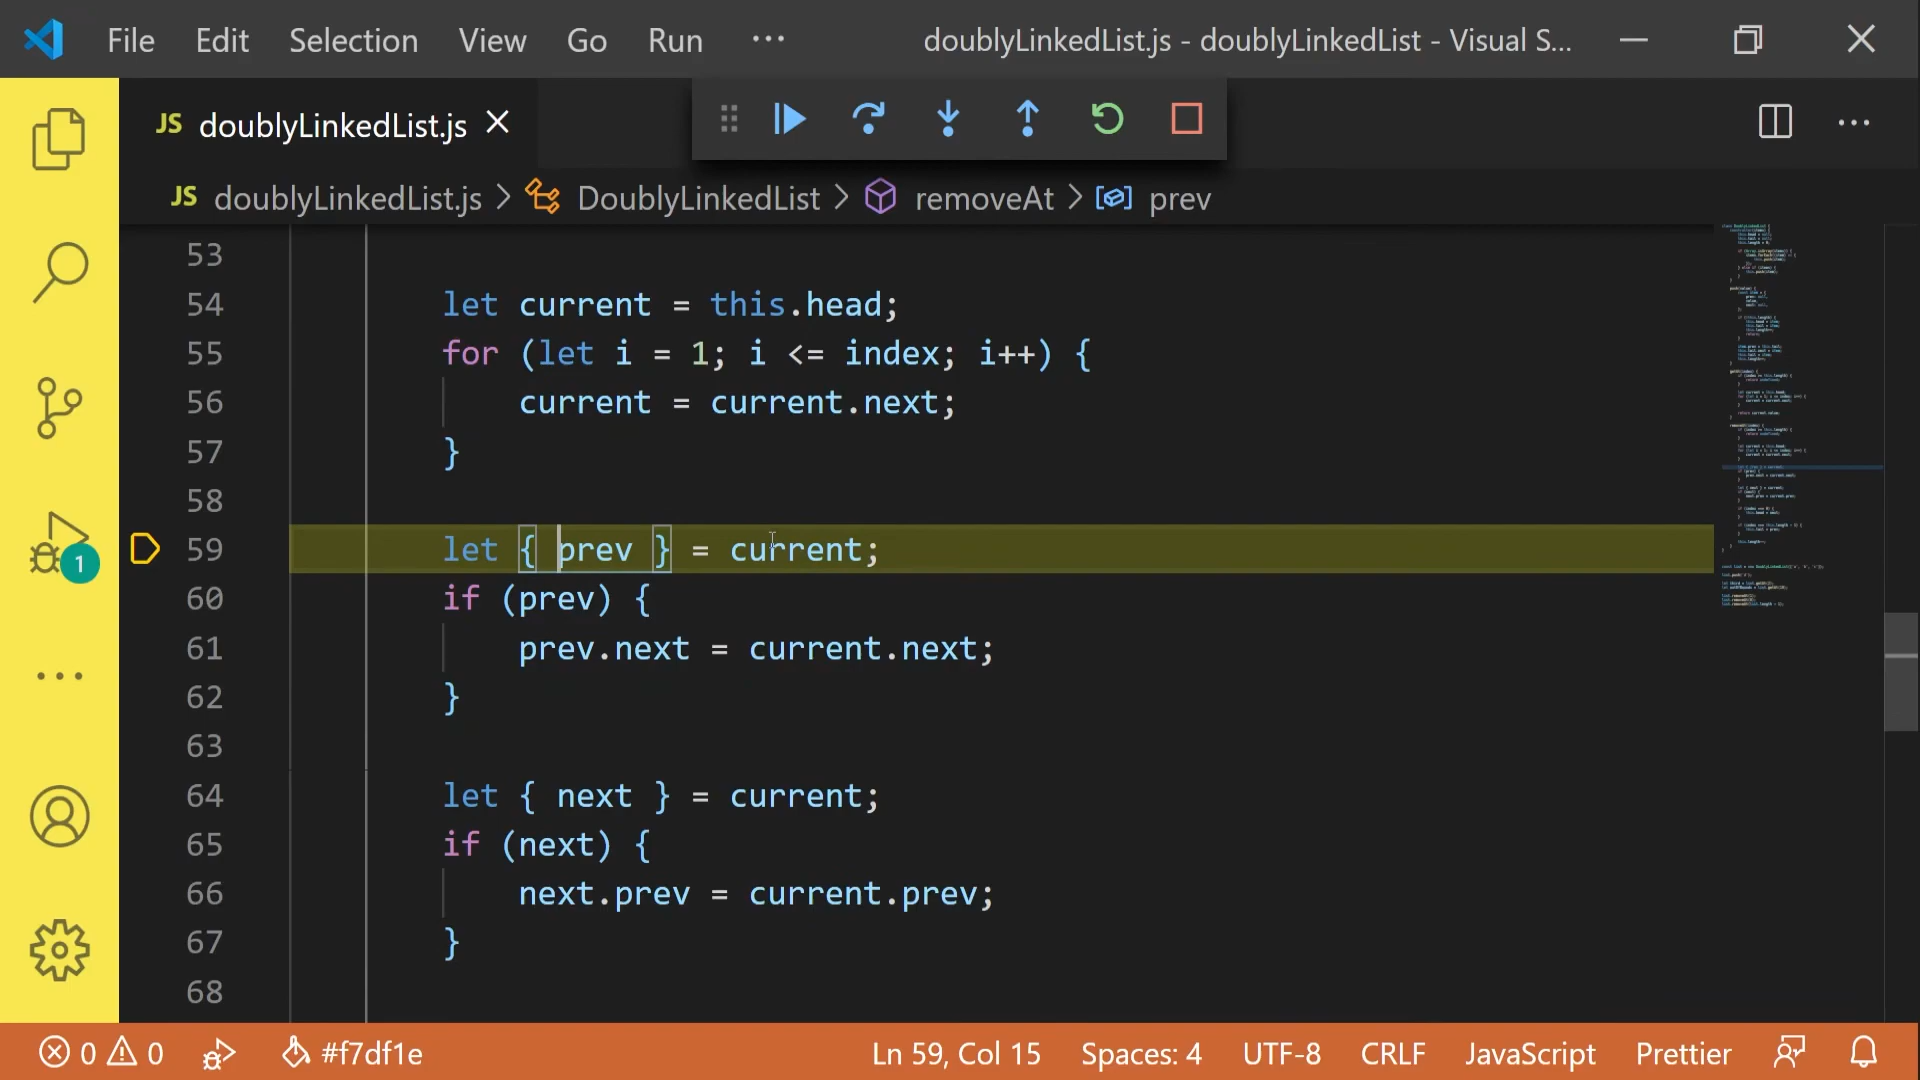 File Edit Selection View Go Run ··· doublyLinkedList.js - doublyLinkedList - Visual S...
JS doublyLinkedList.js
JS doublyLinkedList.js > DoublyLinkedList > removeAt > prev
53
54 let current = this.head;
55 for (let i = 1; i <= index; i++) {
56 current = current.next;
57 }
58
59 let { prev } = current;
60 if (prev) {
61 prev.next = current.next;
62 }
63
64 let { next } = current;
65 if (next) {
66 next.prev = current.prev;
67 }
68
1
0 0 #f7df1e Ln 59, Col 15 Spaces: 4 UTF-8 CRLF JavaScript Prettier